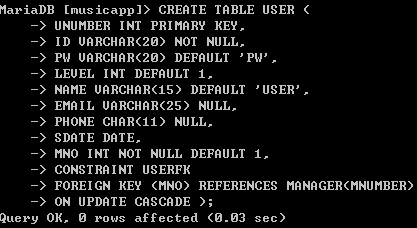 MariaDB [musicapp]> CREATE TABLE USER (
    -> UNUMBER INT PRIMARY KEY,
    -> ID VARCHAR(20) NOT NULL,
    -> PW VARCHAR(20) DEFAULT 'PW',
    -> LEVEL INT DEFAULT 1,
    -> NAME VARCHAR(15) DEFAULT 'USER',
    -> EMAIL VARCHAR(25) NULL,
    -> PHONE CHAR(11) NULL,
    -> SDATE DATE,
    -> MNO INT NOT NULL DEFAULT 1,
    -> CONSTRAINT USERFK
    -> FOREIGN KEY (MNO) REFERENCES MANAGER(MNUMBER)
    -> ON UPDATE CASCADE );
Query OK, 0 rows affected (0.03 sec)